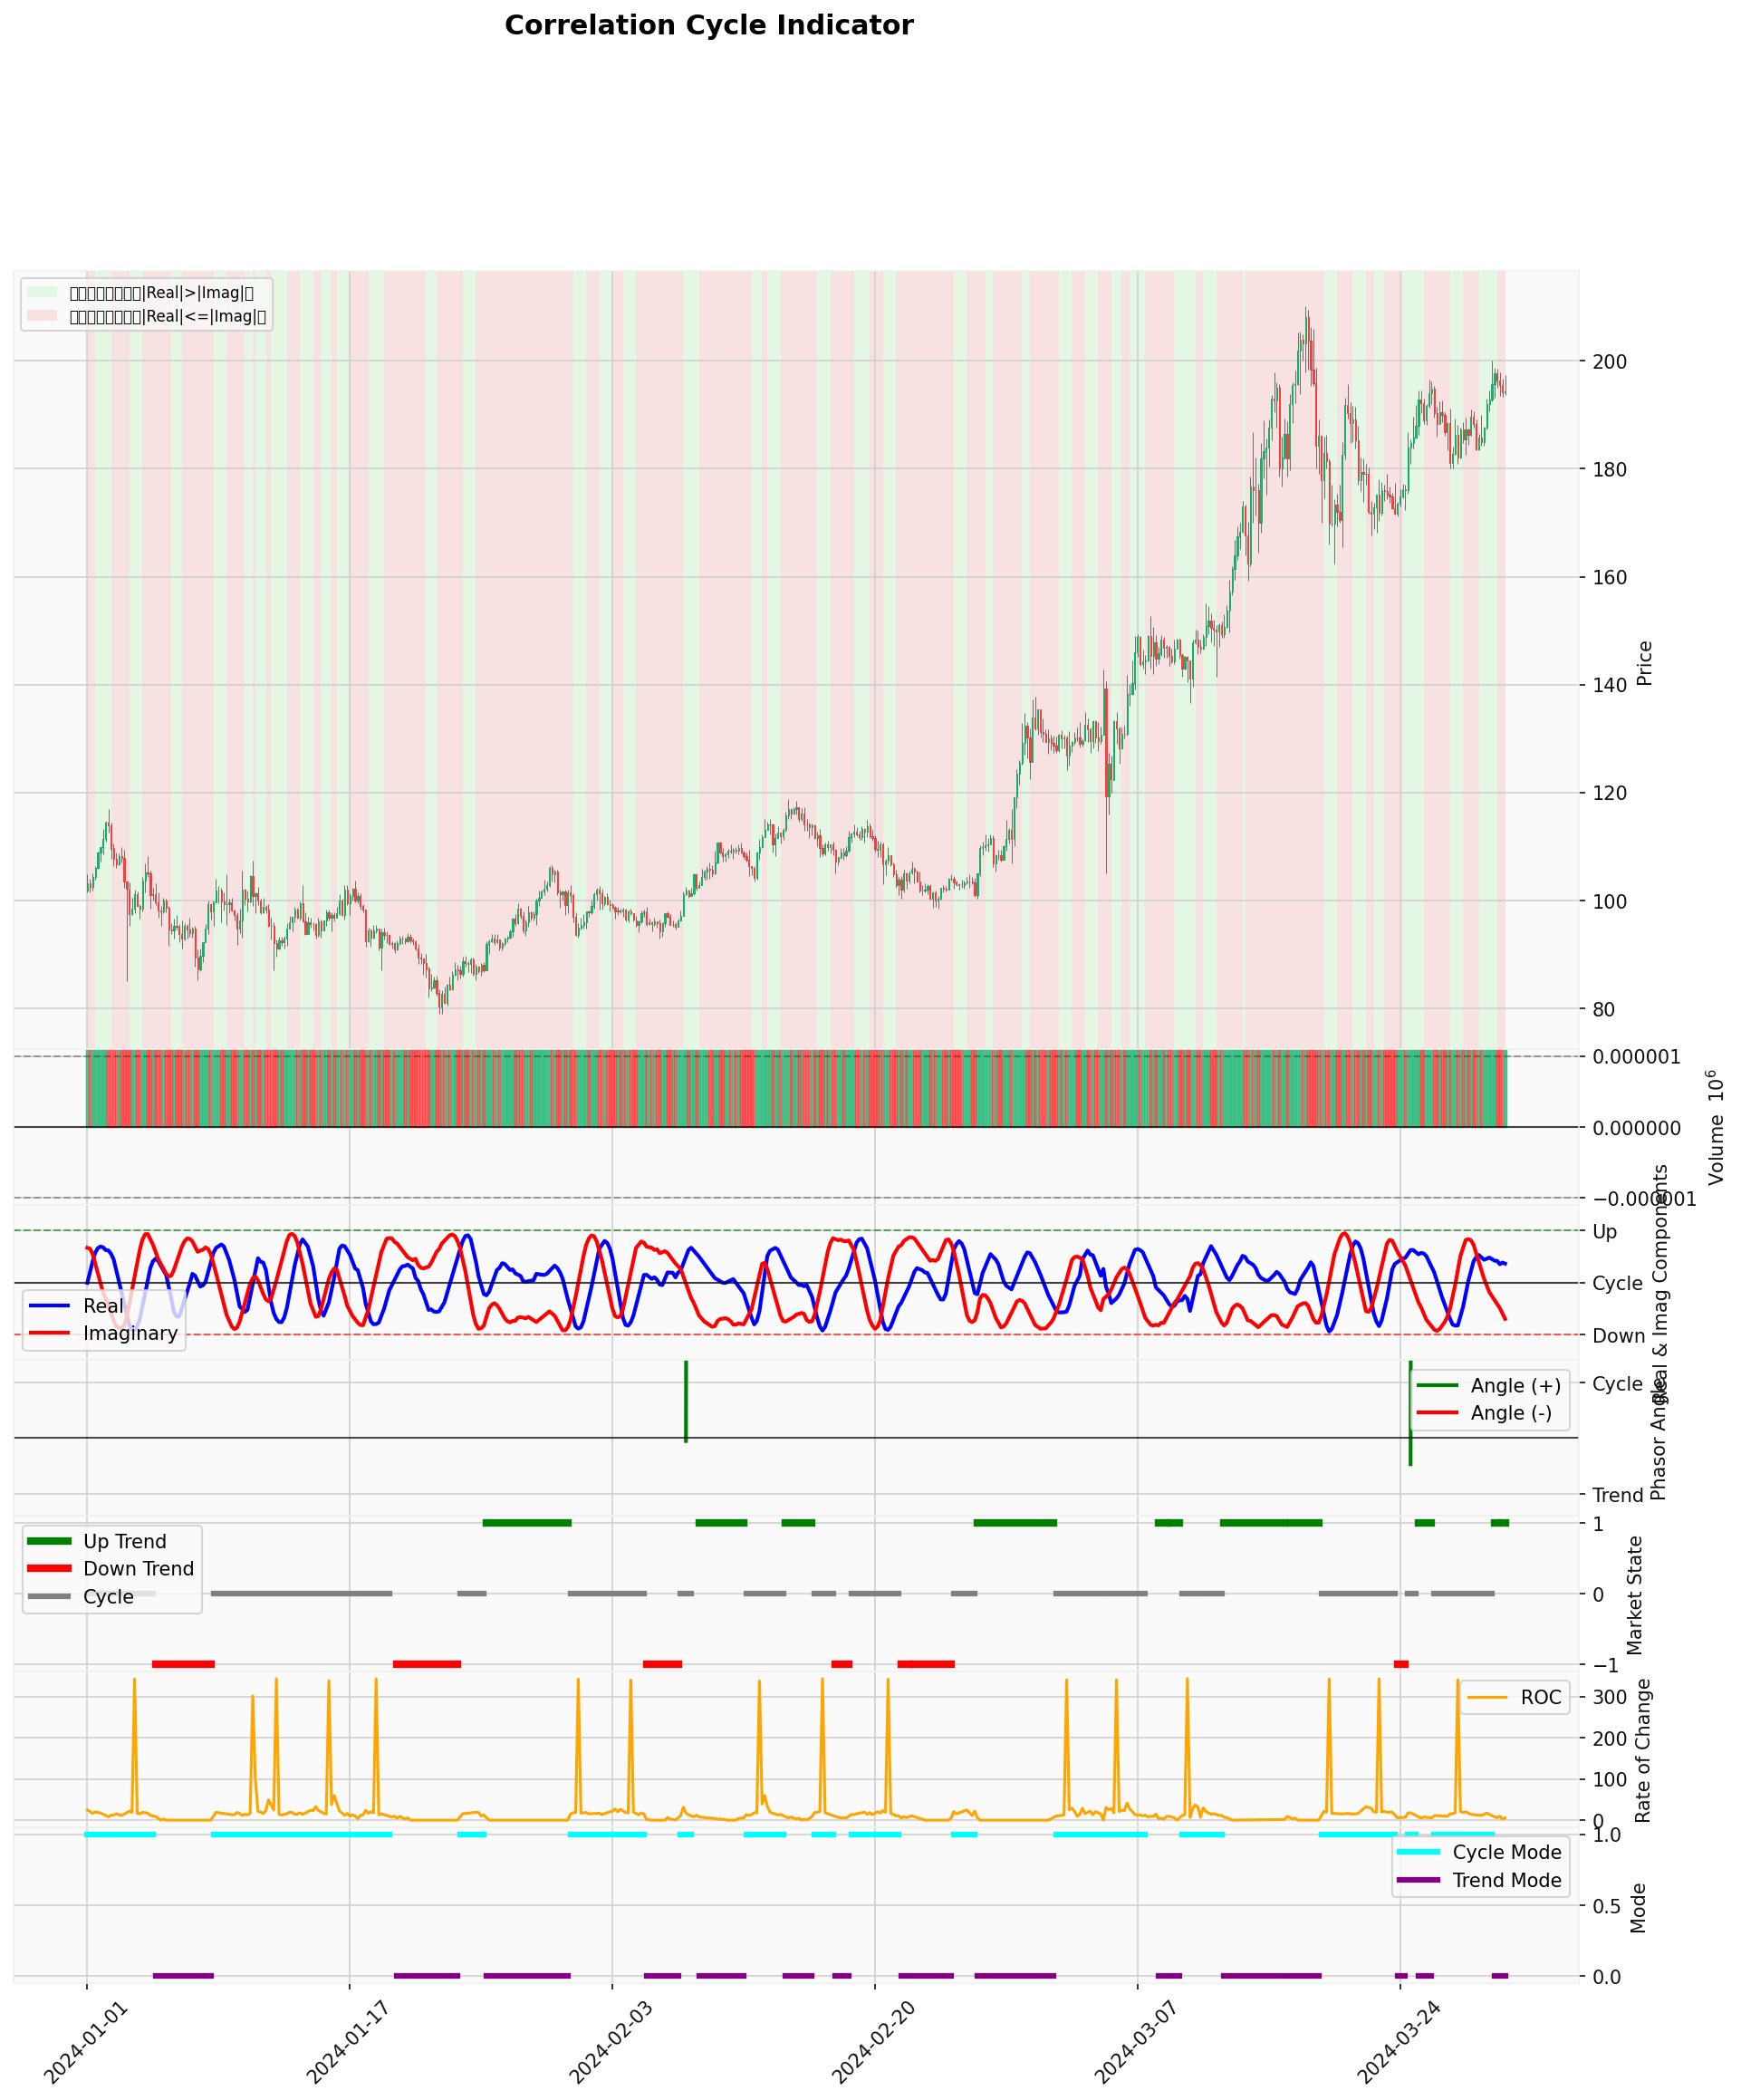 Correlation Cycle Indicator
|Real|>|Imag|
|Real|<=|Imag|
200
180
160
140
120
100
80
Price
0.000001
0.000000
−0.000001
Volume 10⁶
Up
Cycle
Down
Real & Imag Components
Real
Imaginary
Cycle
Trend
Phasor Angle
Angle (+)
Angle (-)
1
0
−1
Market State
Up Trend
Down Trend
Cycle
300
200
100
0
Rate of Change
ROC
1.0
0.5
0.0
Mode
Cycle Mode
Trend Mode
2024-01-01
2024-01-17
2024-02-03
2024-02-20
2024-03-07
2024-03-24